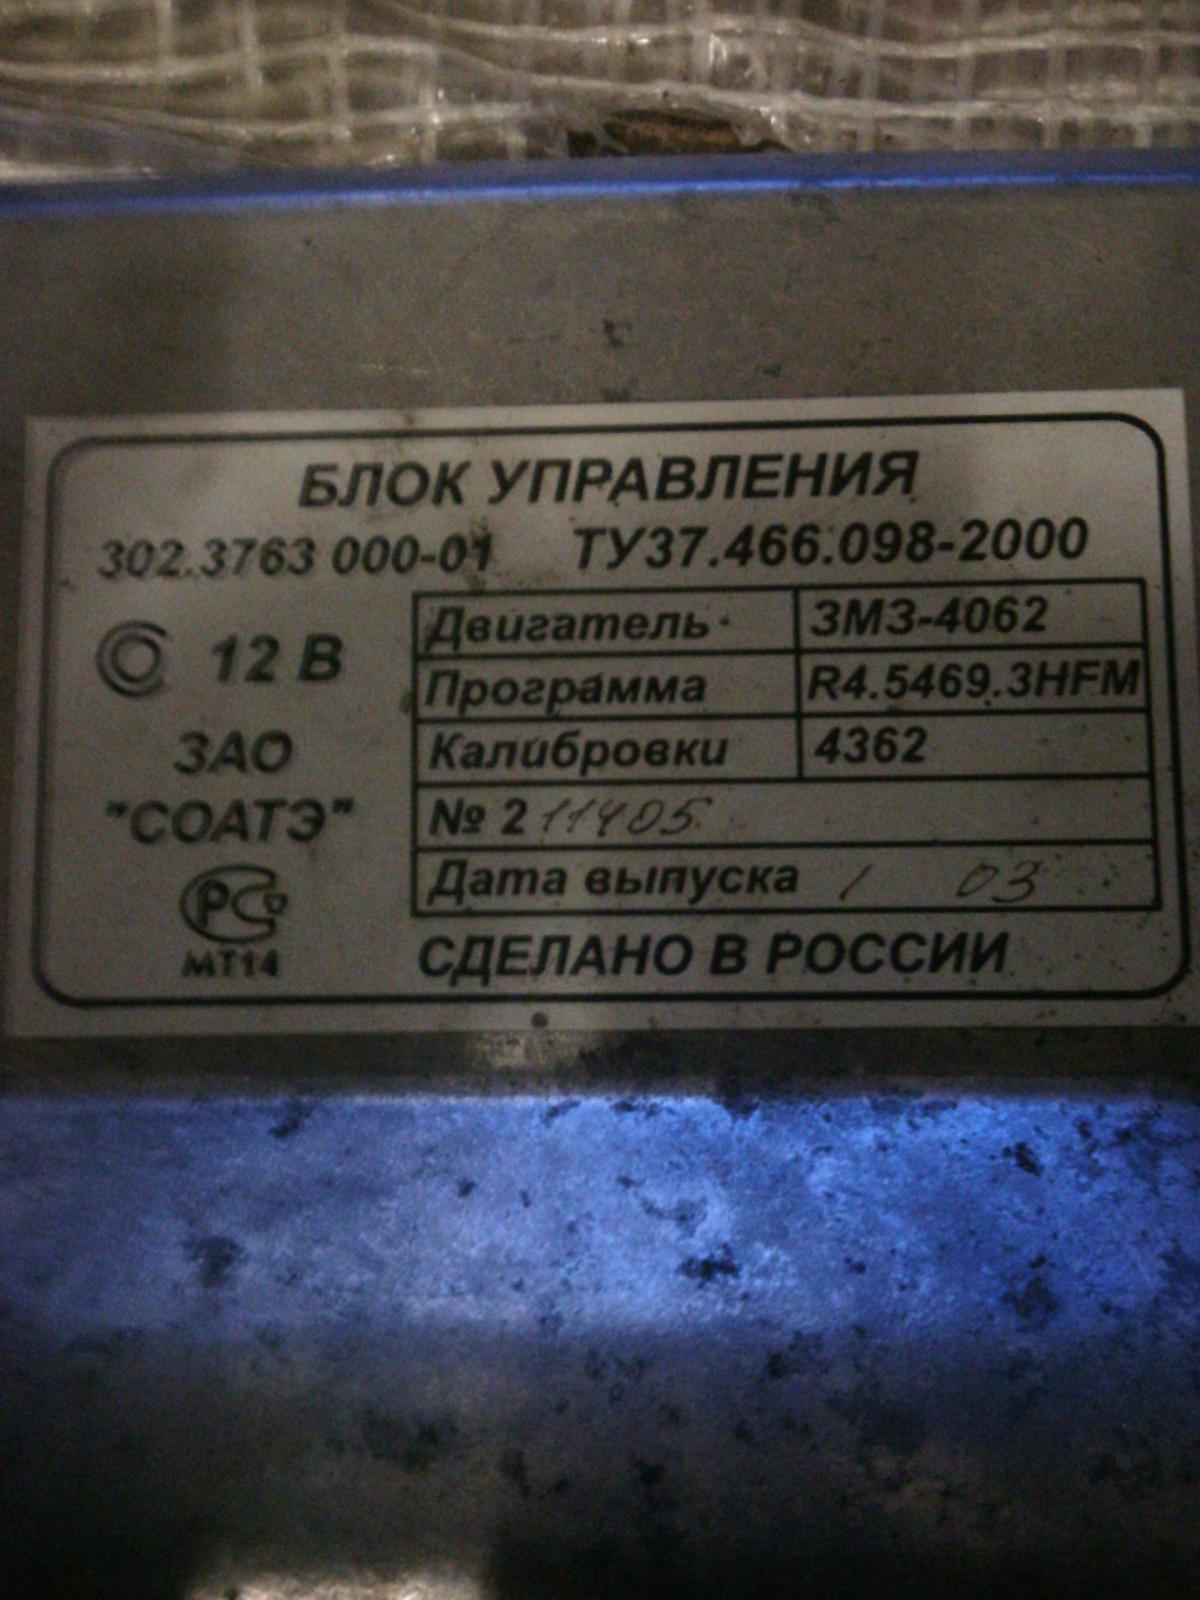 БЛОК УПРАВЛЕНИЯ
302.3763 000-01 ТУ37.466.098-2000
12 В
ЗАО
"СОАТЭ"
РС
МТ14
Двигатель ЗМЗ-4062
Программа R4.5469.3HFM
Калибровки 4362
№ 211405
Дата выпуска 1 03
СДЕЛАНО В РОССИИ